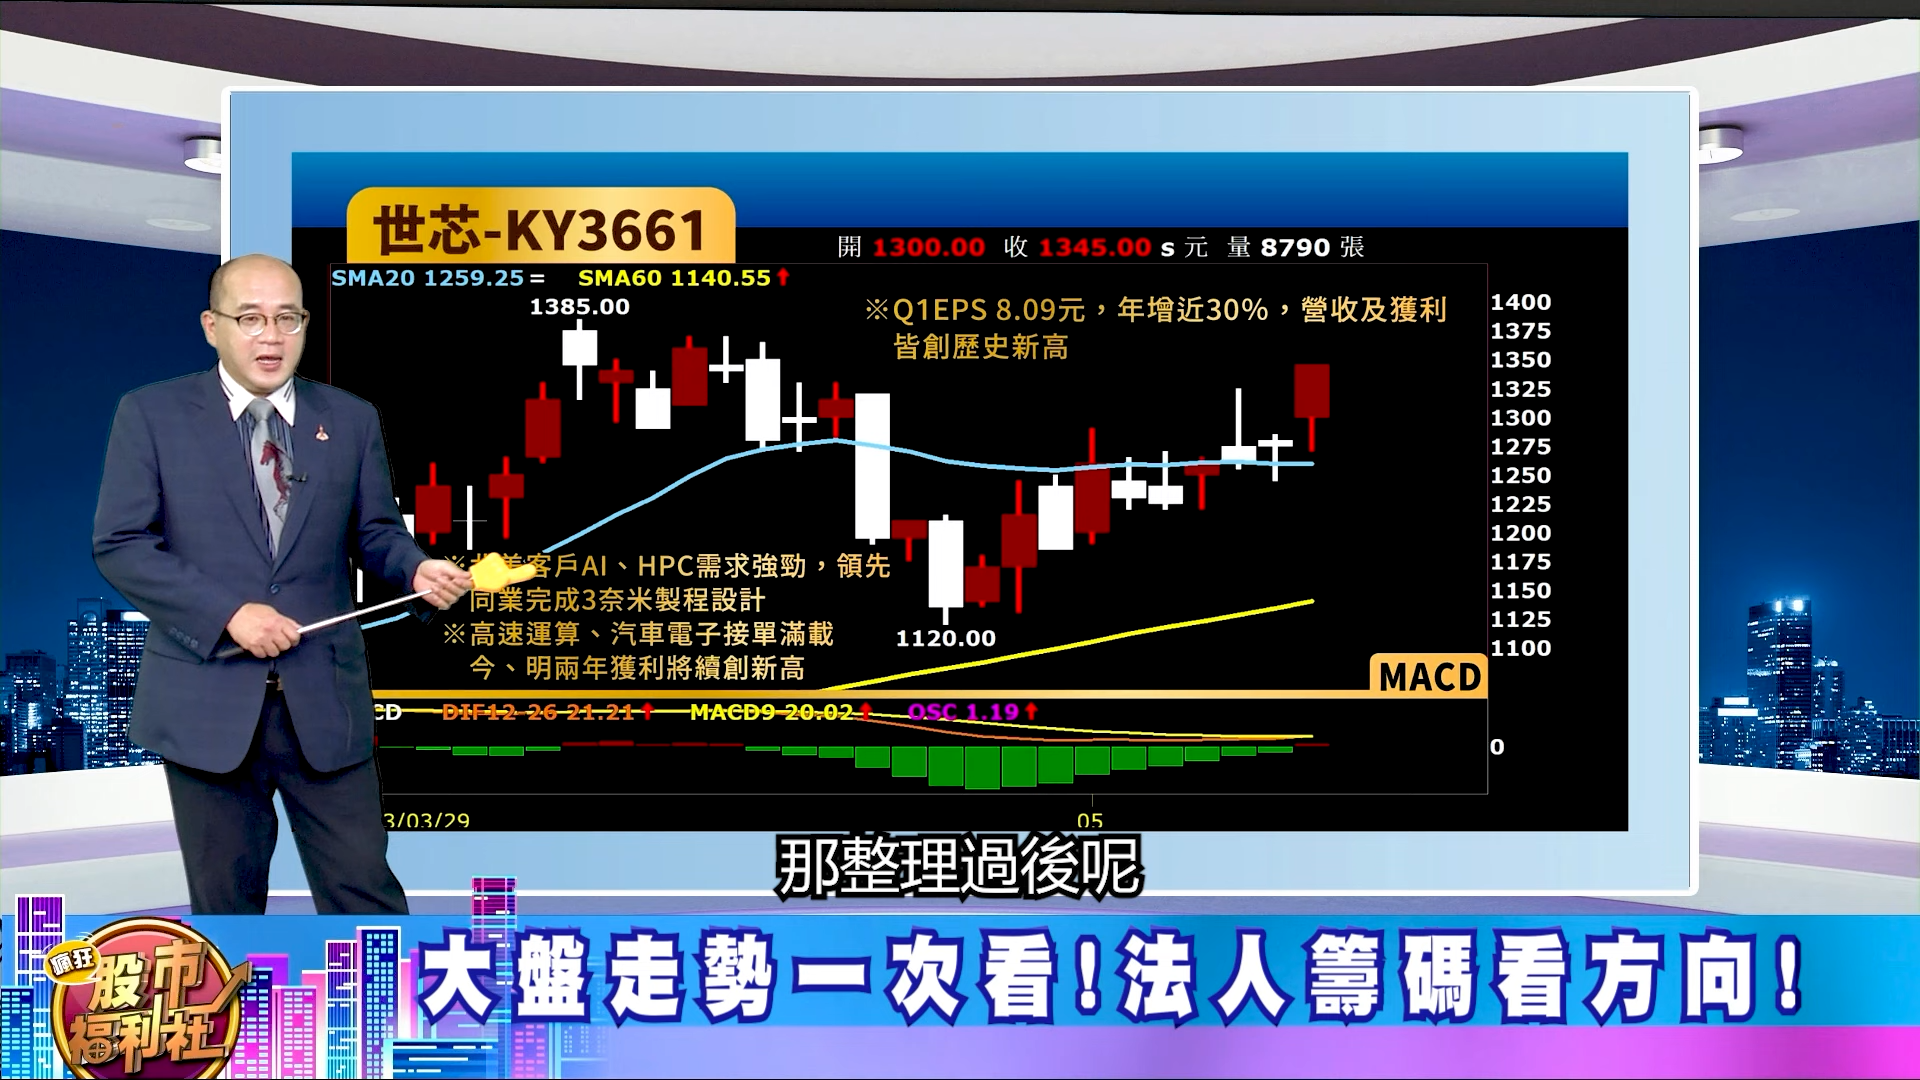 世芯-KY3661
開 1300.00 收 1345.00 s 元 量 8790 張
SMA20 1259.25 = SMA60 1140.55↑
1385.00
※Q1EPS 8.09元，年增近30%，營收及獲利
皆創歷史新高
1400
1375
1350
1325
1300
1275
1250
1225
1200
1175
1150
1125
1100
客戶AI、HPC需求強勁，領先
同業完成3奈米製程設計
※高速運算、汽車電子接單滿載
今、明兩年獲利將續創新高
1120.00
MACD
CD DIF12-26 21.21↑ MACD9 20.02↑ OSC 1.19↑
0
3/03/29
05
那整理過後呢
瘋狂
股市
福利社
大盤走勢一次看!法人籌碼看方向!